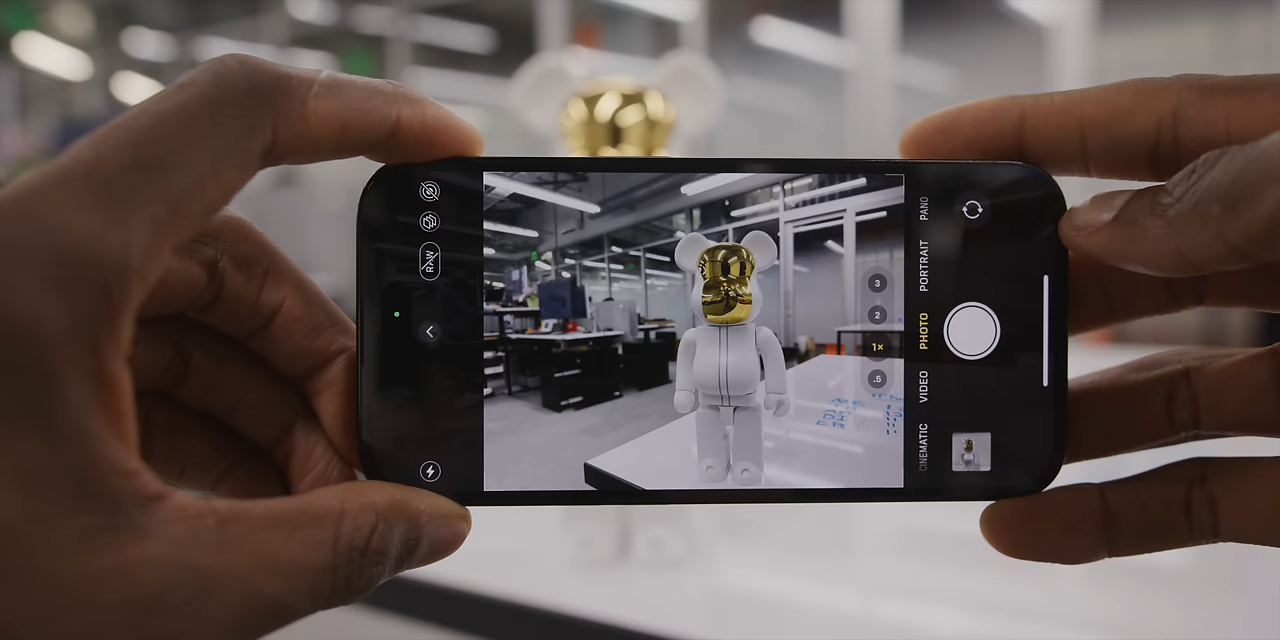 RAW
3
2
1×
.5
PANO
PORTRAIT
PHOTO
VIDEO
CINEMATIC